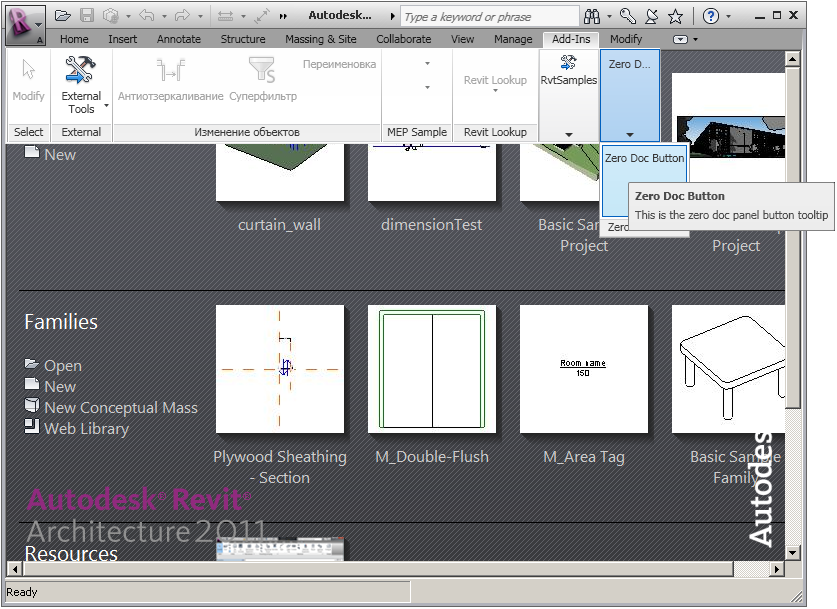 Autodesk...
Type a keyword or phrase
Home Insert Annotate Structure Massing & Site Collaborate View Manage Add-Ins Modify
Переименовка
Zero D...
Revit Lookup
RvtSamples
Modify
External
Tools
Антиотзеркаливание
Суперфильтр
Select
External
Изменение объектов
MEP Sample
Revit Lookup
Zero Doc Button
Zero Doc Button
This is the zero doc panel button tooltip
Zero
New
curtain_wall
dimensionTest
Basic Sam
Project
Project
Families
Open
New
New Conceptual Mass
Web Library
Room name
150
Plywood Sheathing
- Section
M_Double-Flush
M_Area Tag
Basic Sample
Family
Autodesk® Revit®
Architecture 2011
Autodes
Resources
Ready